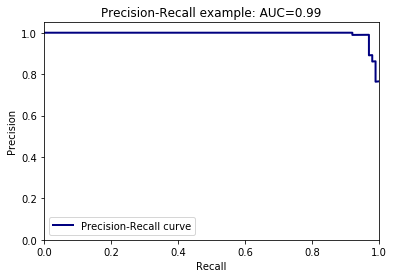 Precision-Recall example: AUC=0.99
1.0
0.8
0.6
0.4
0.2
0.0
Precision
Precision-Recall curve
0.0 0.2 0.4 0.6 0.8 1.0
Recall